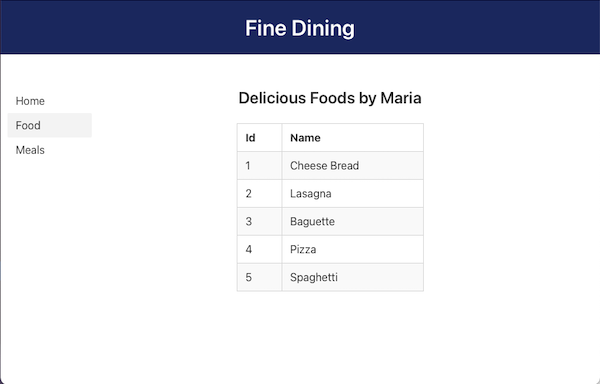 Fine Dining
Home
Food
Meals
Delicious Foods by Maria
Id Name
1 Cheese Bread
2 Lasagna
3 Baguette
4 Pizza
5 Spaghetti